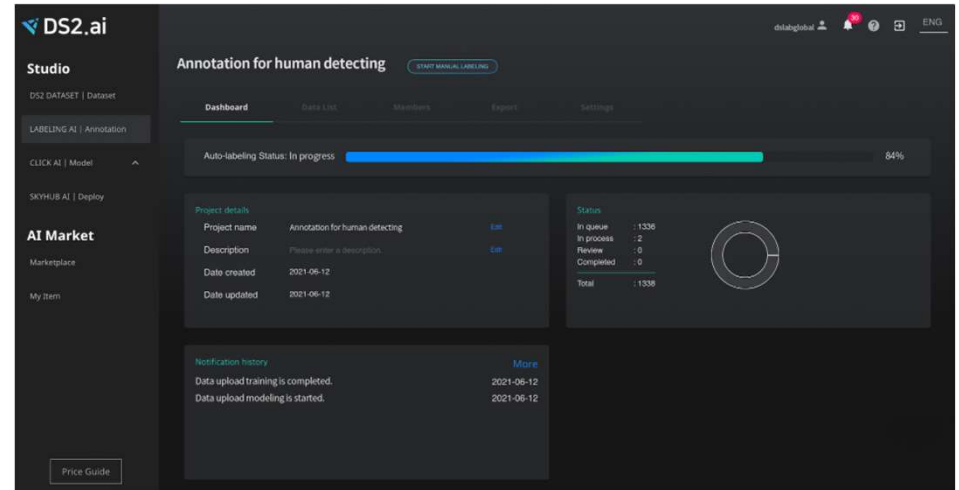 DS2.ai
dslabglobal
30
ENG
Studio
DS2 DATASET | Dataset
LABELING AI | Annotation
CLICK AI | Model
SKYHUB AI | Deploy
AI Market
Marketplace
My Item
Price Guide
Annotation for human detecting
START MANUAL LABELING
Dashboard Data List Members Export Settings
Auto-labeling Status: In progress 84%
Project details
Project name Annotation for human detecting Edit
Description Please enter a description. Edit
Date created 2021-06-12
Date updated 2021-06-12
Status
In queue : 1336
In process : 2
Review : 0
Completed : 0
Total : 1338
Notification history More
Data upload training is completed. 2021-06-12
Data upload modeling is started. 2021-06-12